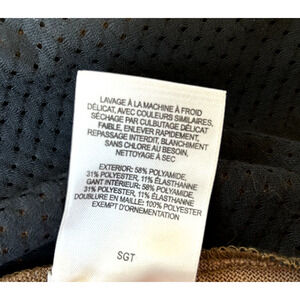 LAVAGE À LA MACHINE À FROID
DÉLICAT, AVEC COULEURS SIMILAIRES,
SÉCHAGE PAR CULBUTAGE DÉLICAT
FAIBLE, ENLEVER RAPIDEMENT,
REPASSAGE INTERDIT, BLANCHIMENT
SANS CHLORE AU BESOIN,
NETTOYAGE À SEC
EXTERIOR: 58% POLYAMIDE,
31% POLYESTER, 11% ÉLASTHANNE
GANT INTÉRIEUR: 58% POLYAMIDE,
31% POLYESTER, 11% ÉLASTHANNE
DOUBLURE EN MAILLE: 100% POLYESTER
EXEMPT D'ORNEMENTATION
SGT